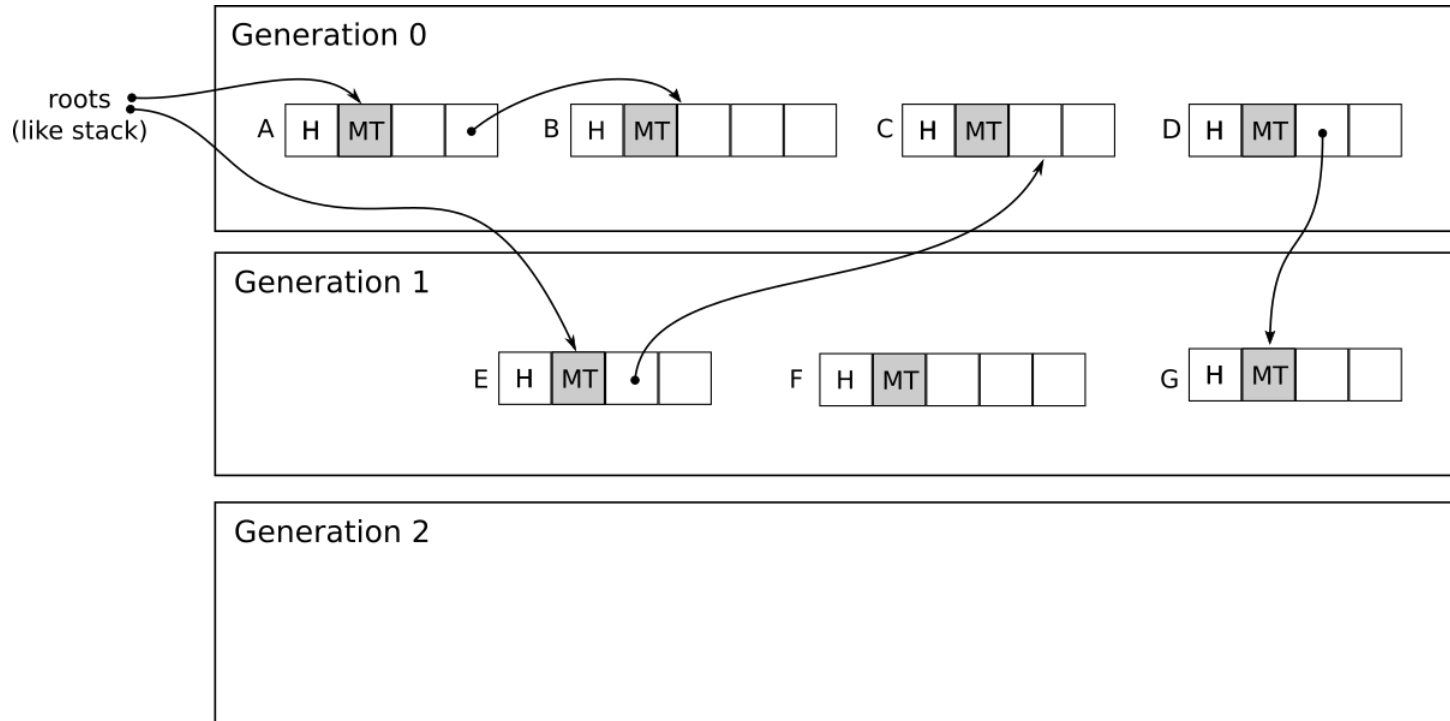 Generation 0
roots
(like stack)
A H MT
B H MT
C H MT
D H MT
Generation 1
E H MT
F H MT
G H MT
Generation 2